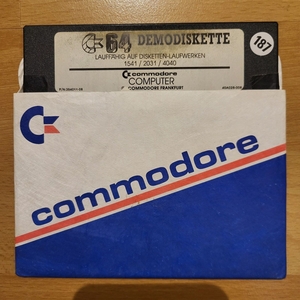 64 DEMODISKETTE
187
LAUFFÄHIG AUF DISKETTEN-LAUFWERKEN
1541 / 2031 / 4040
commodore
COMPUTER
COMMODORE FRANKFURT
commodore